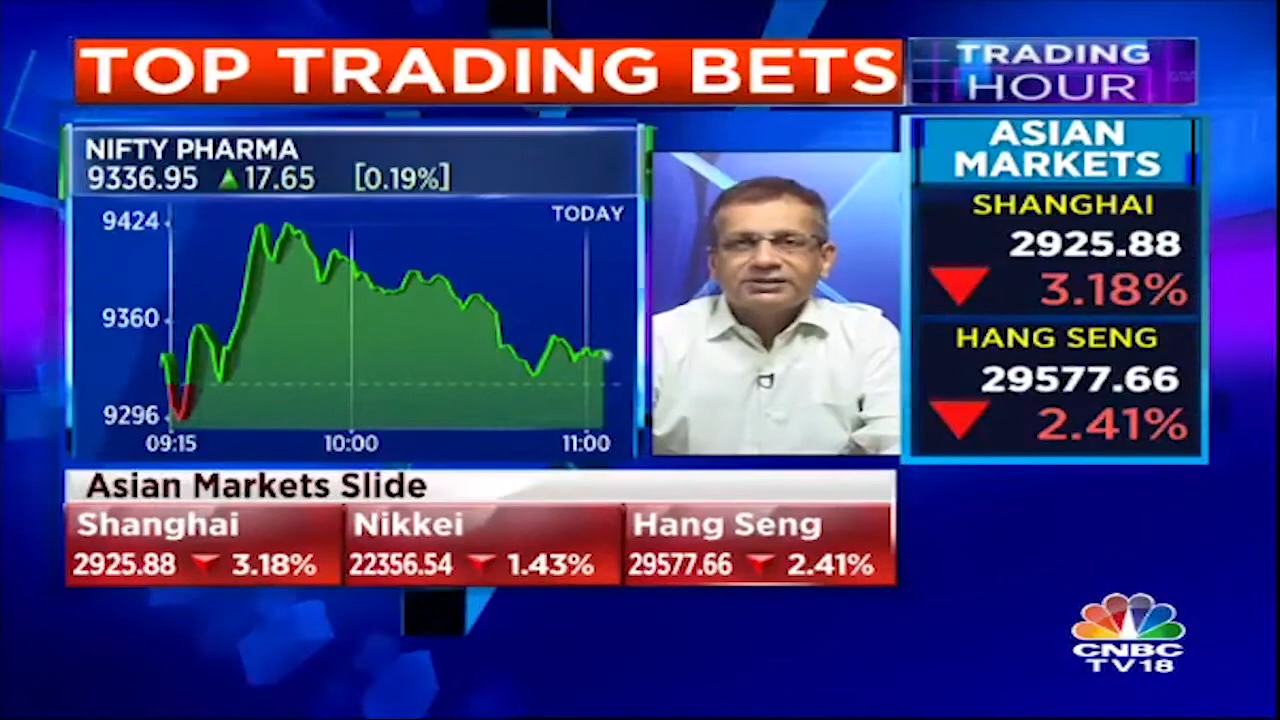 TOP TRADING BETS
TRADING
HOUR
NIFTY PHARMA
9336.95 ▲17.65 [0.19%]
TODAY
9424
9360
9296
09:15 10:00 11:00
ASIAN
MARKETS
SHANGHAI
2925.88
▼ 3.18%
HANG SENG
29577.66
▼ 2.41%
Asian Markets Slide
Shanghai
2925.88 ▼ 3.18%
Nikkei
22356.54 ▼ 1.43%
Hang Seng
29577.66 ▼ 2.41%
CNBC
TV18